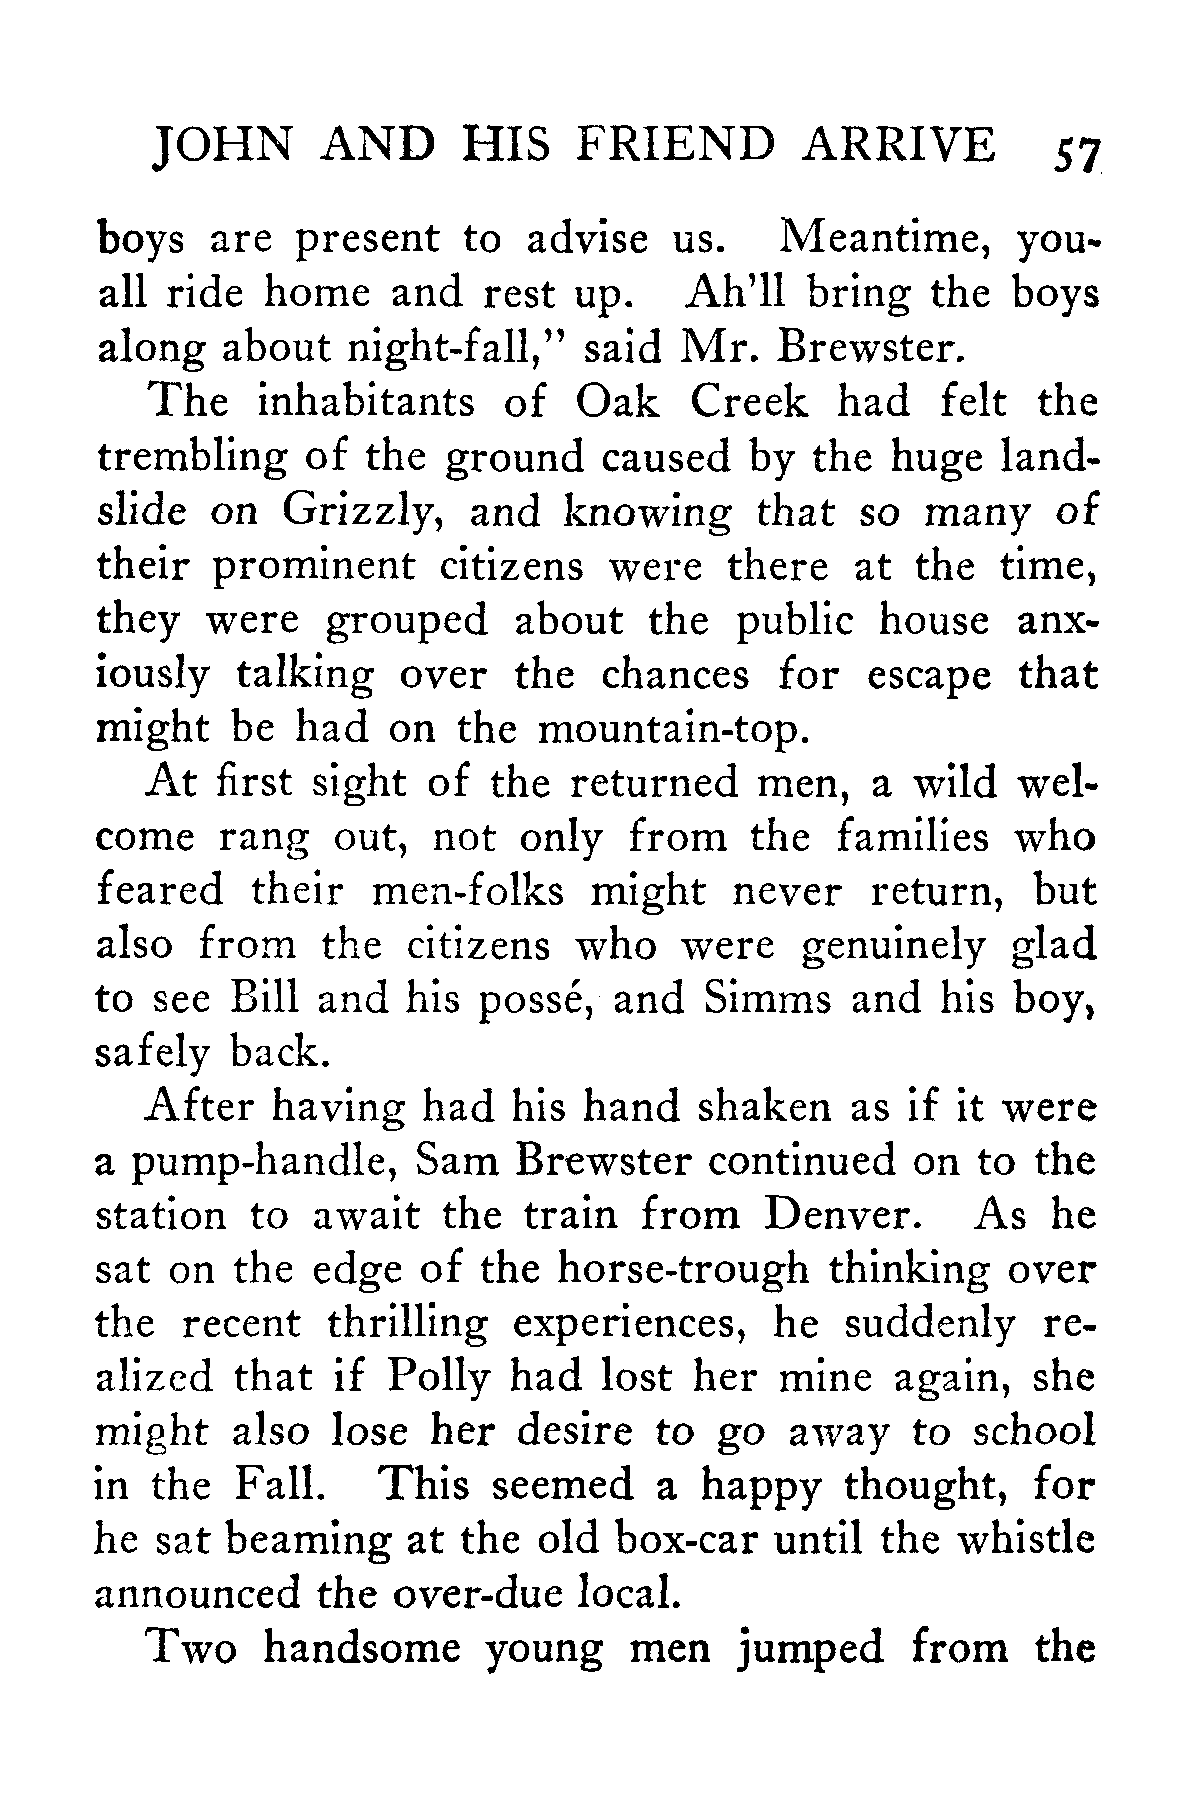 JOHN AND HIS FRIEND ARRIVE 57
boys are present to advise us. Meantime, you-
all ride home and rest up. Ah'll bring the boys
along about night-fall," said Mr. Brewster.
The inhabitants of Oak Creek had felt the
trembling of the ground caused by the huge land-
slide on Grizzly, and knowing that so many of
their prominent citizens were there at the time,
they were grouped about the public house anx-
iously talking over the chances for escape that
might be had on the mountain-top.
At first sight of the returned men, a wild wel-
come rang out, not only from the families who
feared their men-folks might never return, but
also from the citizens who were genuinely glad
to see Bill and his possé, and Simms and his boy,
safely back.
After having had his hand shaken as if it were
a pump-handle, Sam Brewster continued on to the
station to await the train from Denver. As he
sat on the edge of the horse-trough thinking over
the recent thrilling experiences, he suddenly re-
alized that if Polly had lost her mine again, she
might also lose her desire to go away to school
in the Fall. This seemed a happy thought, for
he sat beaming at the old box-car until the whistle
announced the over-due local.
Two handsome young men jumped from the